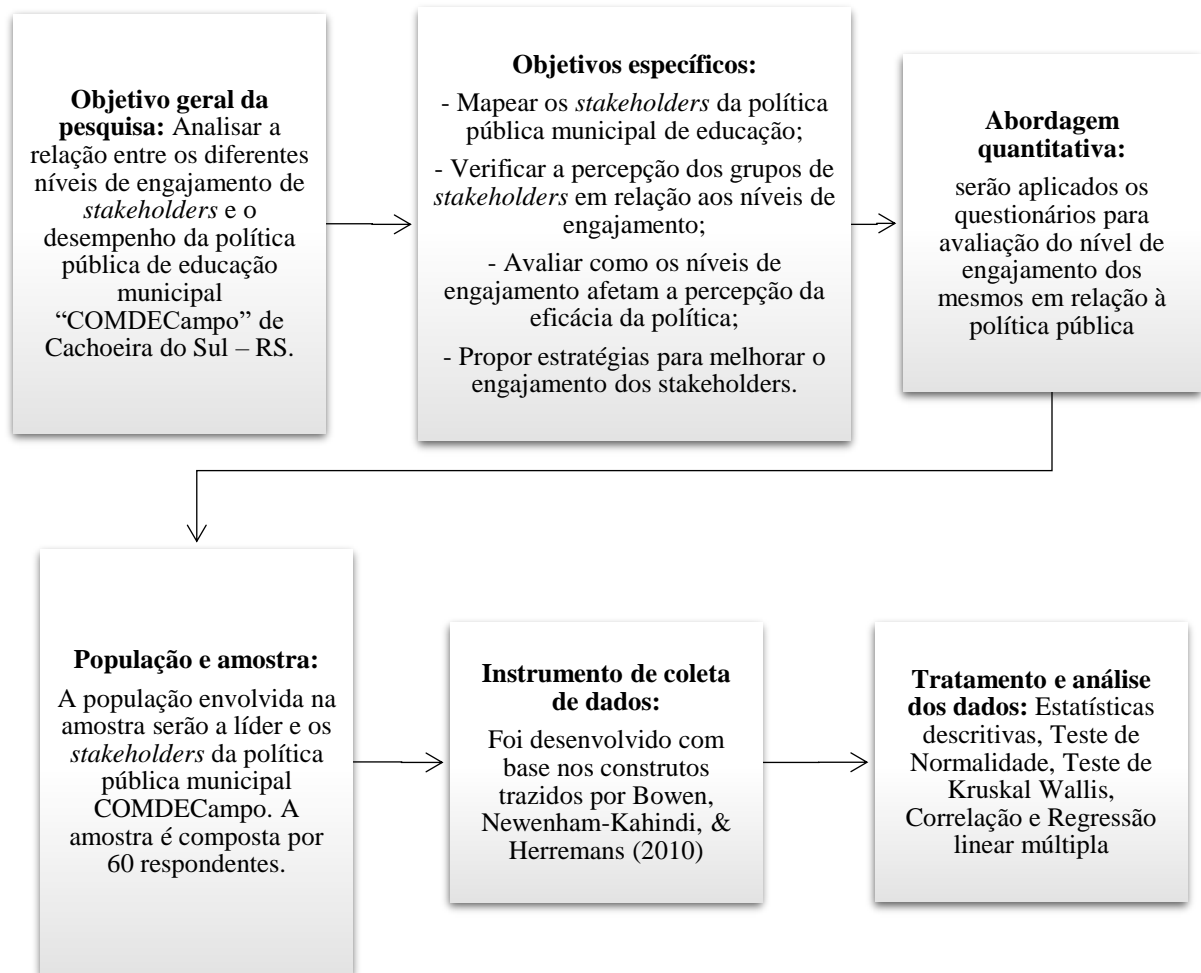 Objetivo geral da
pesquisa: Analisar a
relação entre os diferentes
níveis de engajamento de
stakeholders e o
desempenho da política
pública de educação
municipal
“COMDECampo” de
Cachoeira do Sul – RS.
Objetivos específicos:
- Mapear os stakeholders da política
pública municipal de educação;
- Verificar a percepção dos grupos de
stakeholders em relação aos níveis de
engajamento;
- Avaliar como os níveis de
engajamento afetam a percepção da
eficácia da política;
- Propor estratégias para melhorar o
engajamento dos stakeholders.
Abordagem
quantitativa:
serão aplicados os
questionários para
avaliação do nível de
engajamento dos
mesmos em relação à
política pública
População e amostra:
A população envolvida na
amostra serão a líder e os
stakeholders da política
pública municipal
COMDECampo. A
amostra é composta por
60 respondentes.
Instrumento de coleta
de dados:
Foi desenvolvido com
base nos construtos
trazidos por Bowen,
Newenham-Kahindi, &
Herremans (2010)
Tratamento e análise
dos dados: Estatísticas
descritivas, Teste de
Normalidade, Teste de
Kruskal Wallis,
Correlação e Regressão
linear múltipla